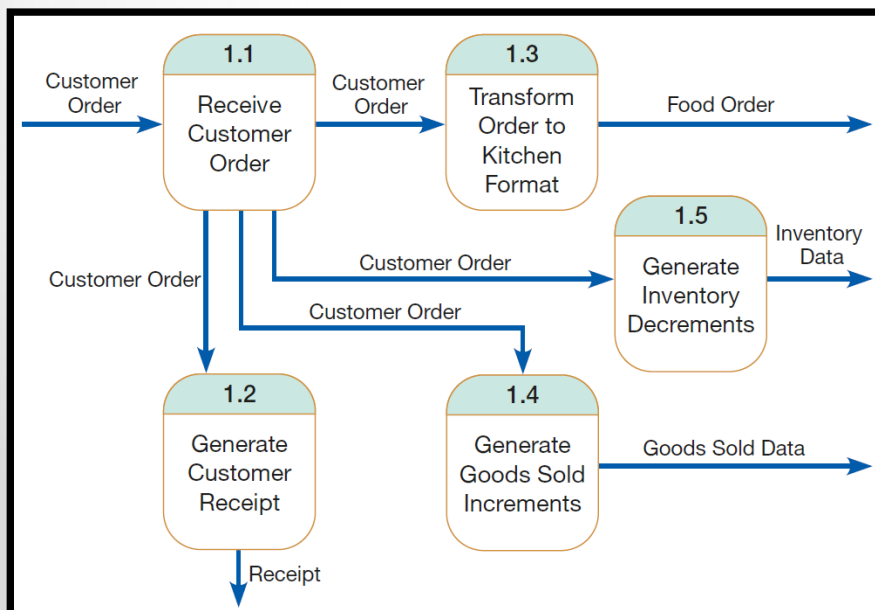 1.1
Receive
Customer
Order
Customer
Order
Customer
Order
1.3
Transform
Order to
Kitchen
Format
Food Order
1.5
Generate
Inventory
Decrements
Inventory
Data
Customer Order
Customer Order
Customer Order
1.2
Generate
Customer
Receipt
Receipt
1.4
Generate
Goods Sold
Increments
Goods Sold Data